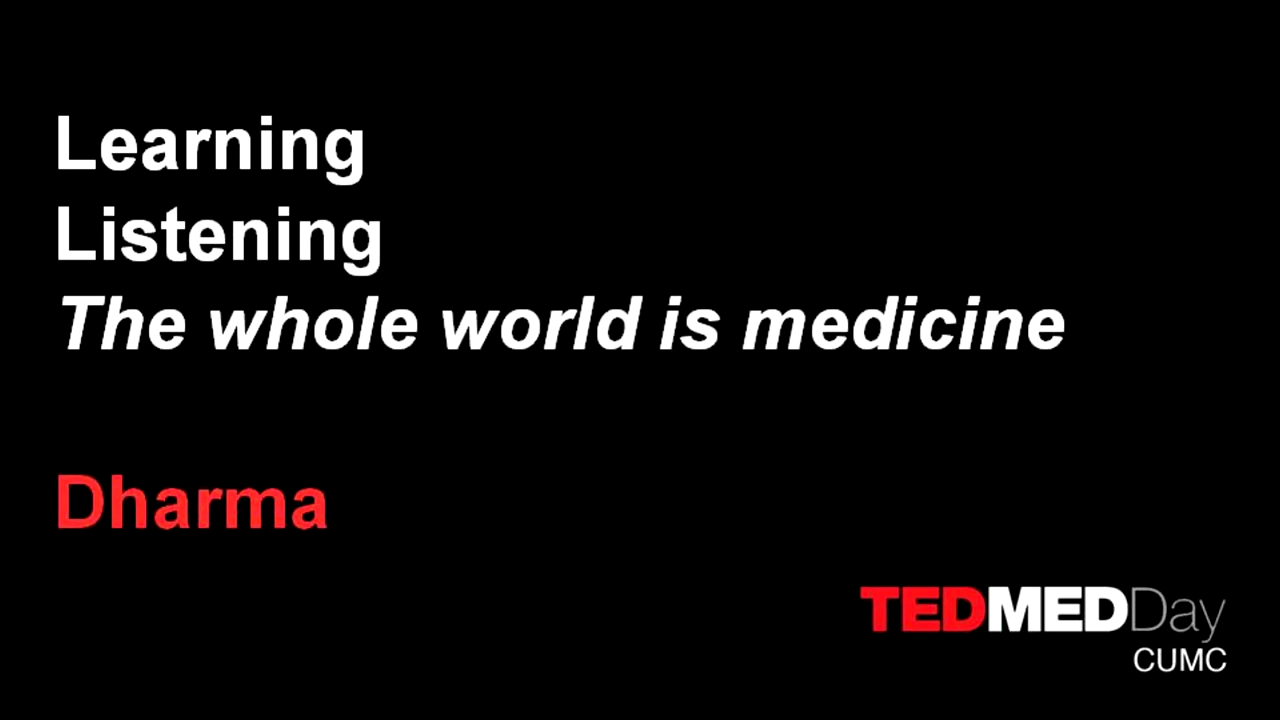 Learning
Listening
The whole world is medicine
Dharma
TEDMEDDay
CUMC